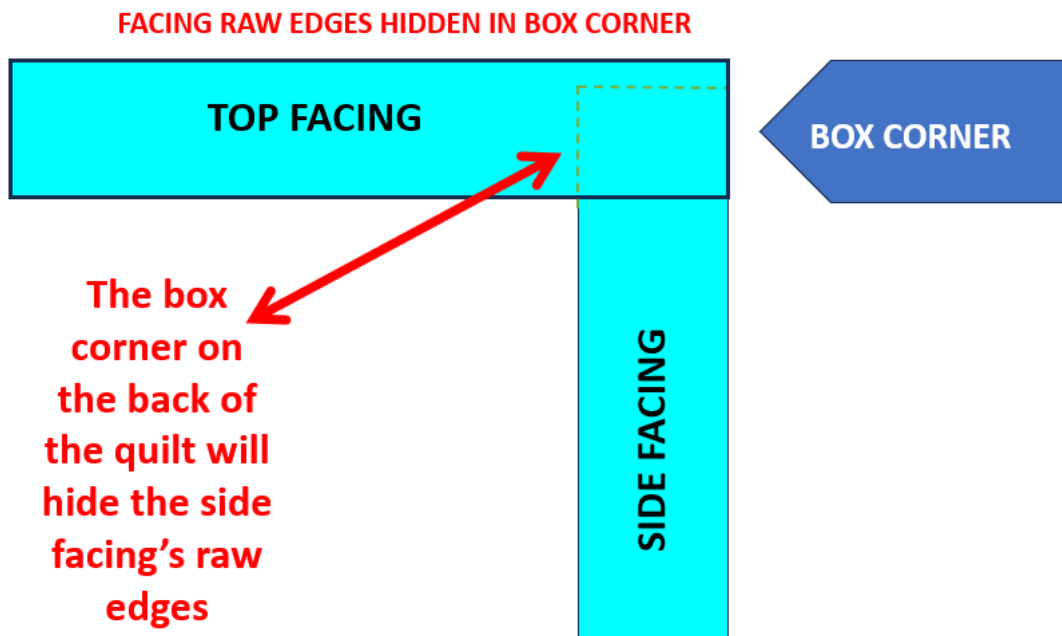 FACING RAW EDGES HIDDEN IN BOX CORNER
TOP FACING
BOX CORNER
The box
corner on
the back of
the quilt will
hide the side
facing's raw
edges
SIDE FACING